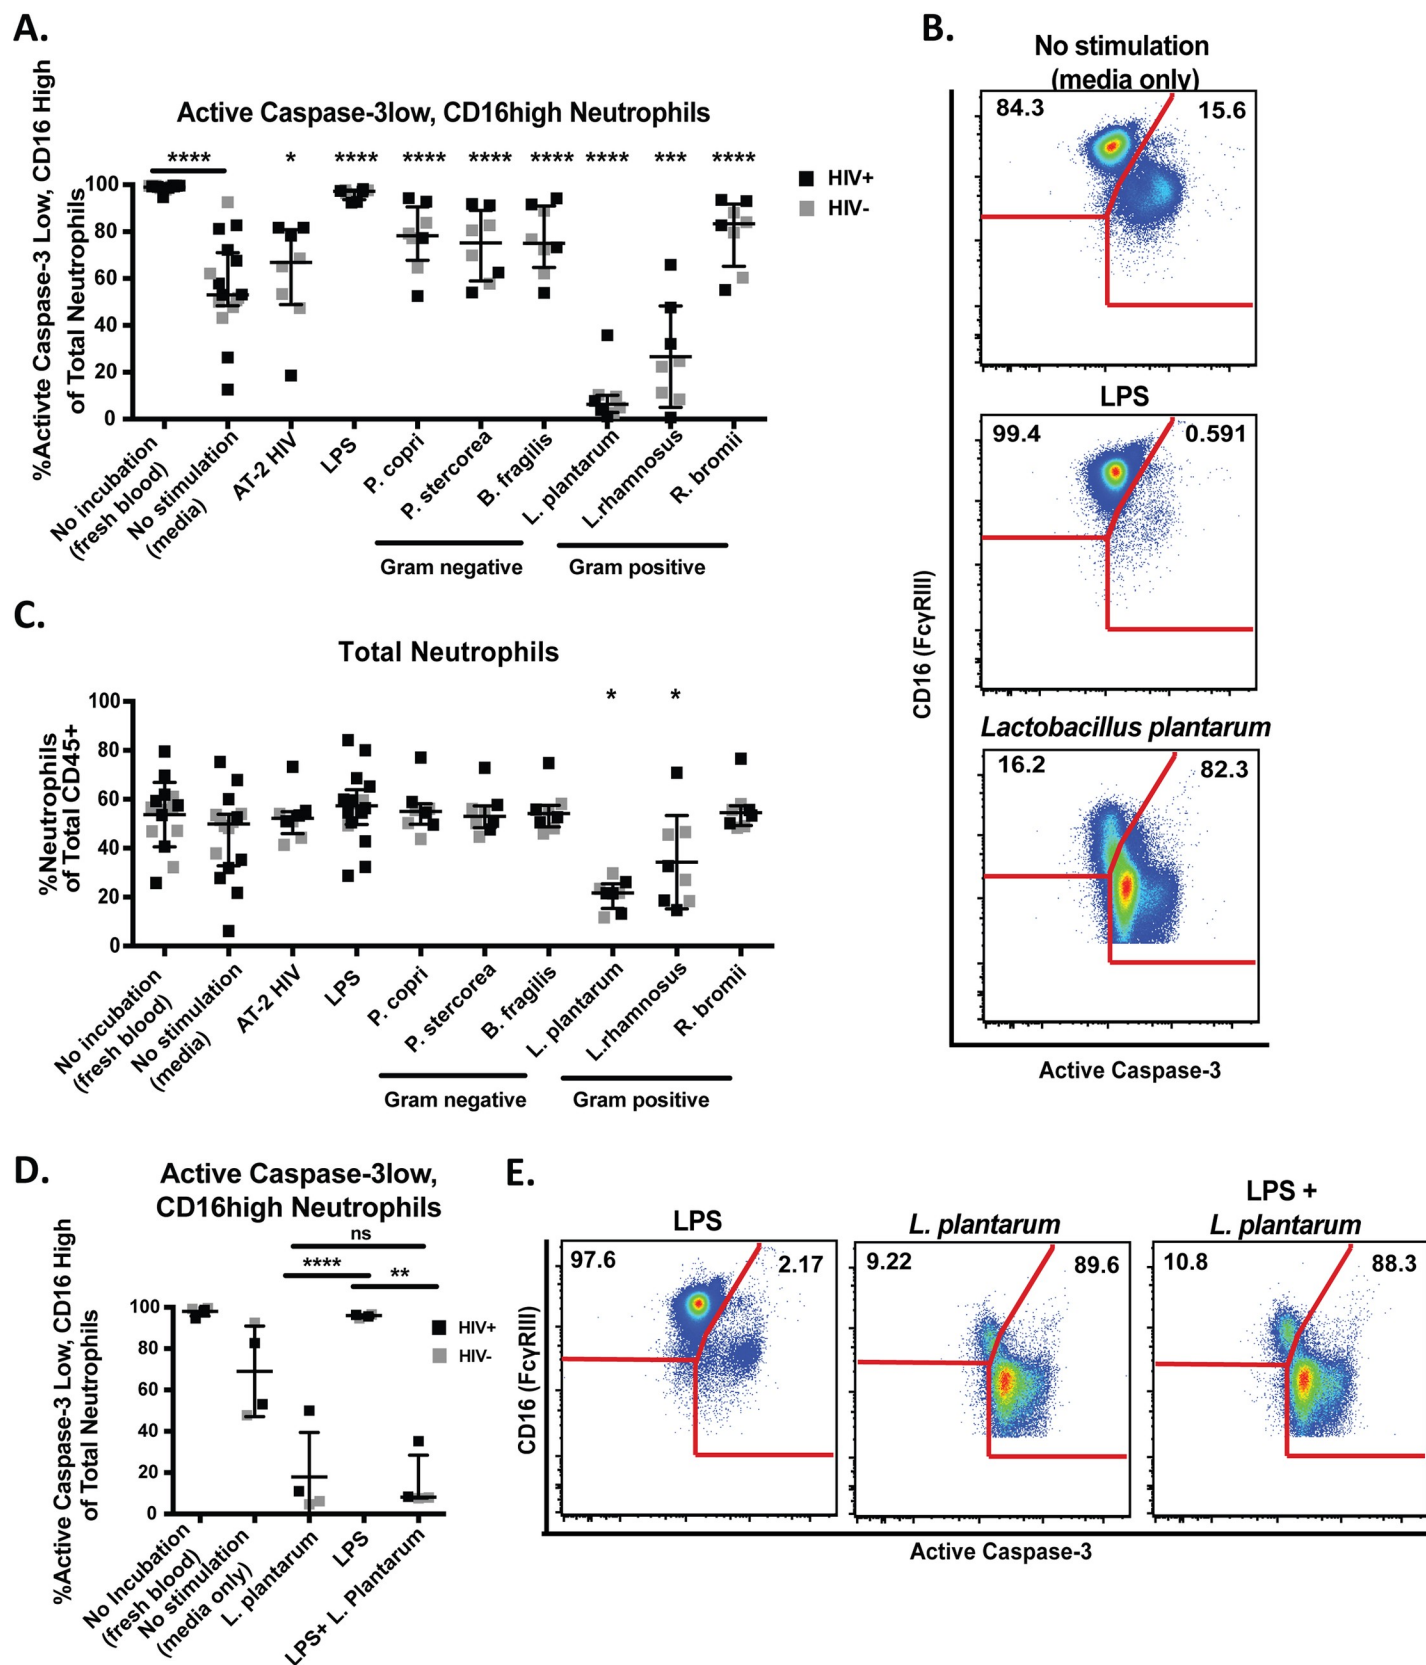 A.
Active Caspase-3low, CD16high Neutrophils
%Activte Caspase-3 Low, CD16 High
of Total Neutrophils
**** * **** **** **** **** **** *** ****
100
80
60
40
20
0
HIV+
HIV-
No incubation
(fresh blood)
No stimulation
(media)
AT-2 HIV
LPS
P. copri
P. stercorea
B. fragilis
L. plantarum
L.rhamnosus
R. bromii
Gram negative
Gram positive
B.
No stimulation
(media only)
84.3 15.6
LPS
99.4 0.591
Lactobacillus plantarum
16.2 82.3
CD16 (FcγRIII)
Active Caspase-3
C.
Total Neutrophils
%Neutrophils
of Total CD45+
* *
100
80
60
40
20
0
No incubation
(fresh blood)
No stimulation
(media)
AT-2 HIV
LPS
P. copri
P. stercorea
B. fragilis
L. plantarum
L.rhamnosus
R. bromii
Gram negative
Gram positive
D.
Active Caspase-3low,
CD16high Neutrophils
%Active Caspase-3 Low, CD16 High
of Total Neutrophils
ns
****
**
100
80
60
40
20
0
HIV+
HIV-
No Incubation
(fresh blood)
No stimulation
(media only)
L. plantarum
LPS
LPS+ L. Plantarum
E.
LPS
97.6 2.17
L. plantarum
9.22 89.6
LPS +
L. plantarum
10.8 88.3
CD16 (FcγRIII)
Active Caspase-3